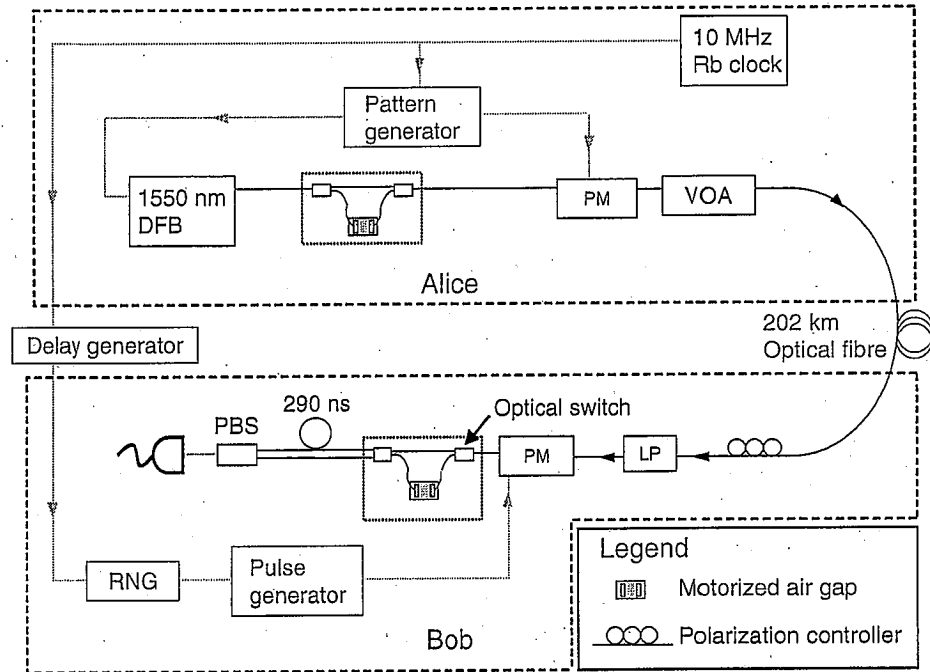 10 MHz
Rb clock
Pattern
generator
1550 nm
DFB
PM
VOA
Alice
202 km
Optical fibre
Delay generator
290 ns
Optical switch
PBS
PM
LP
RNG
Pulse
generator
Bob
Legend
Motorized air gap
Polarization controller